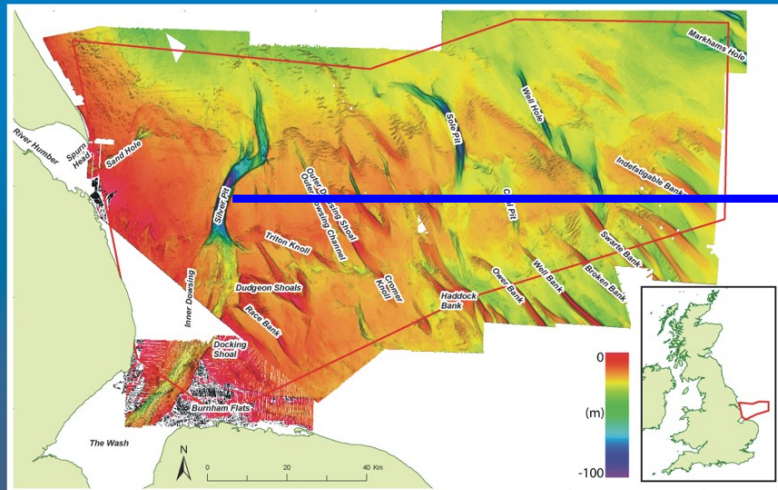 Markhams Hole
Well Hole
Sole Pit
River Humber
Spurn
Head
Sand Hole
Silver Pit
Outer Dowsing Shoal
Outer Dowsing Channel
Indefatigable Bank
Pit
Triton Knoll
Swarte Bank
Inner Dowsing
Dudgeon Shoals
Cromer
Knoll
Ower Bank
Well Bank
Broken Bank
Haddock
Bank
Race Bank
Docking
Shoal
Burnham Flats
The Wash
N
0 20 40 Km
0
(m)
-100